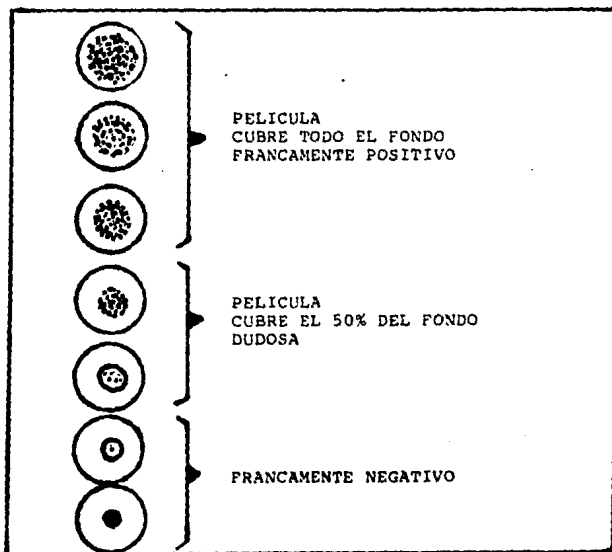 PELICULA
CUBRE TODO EL FONDO
FRANCAMENTE POSITIVO
PELICULA
CUBRE EL 50% DEL FONDO
DUDOSA
FRANCAMENTE NEGATIVO